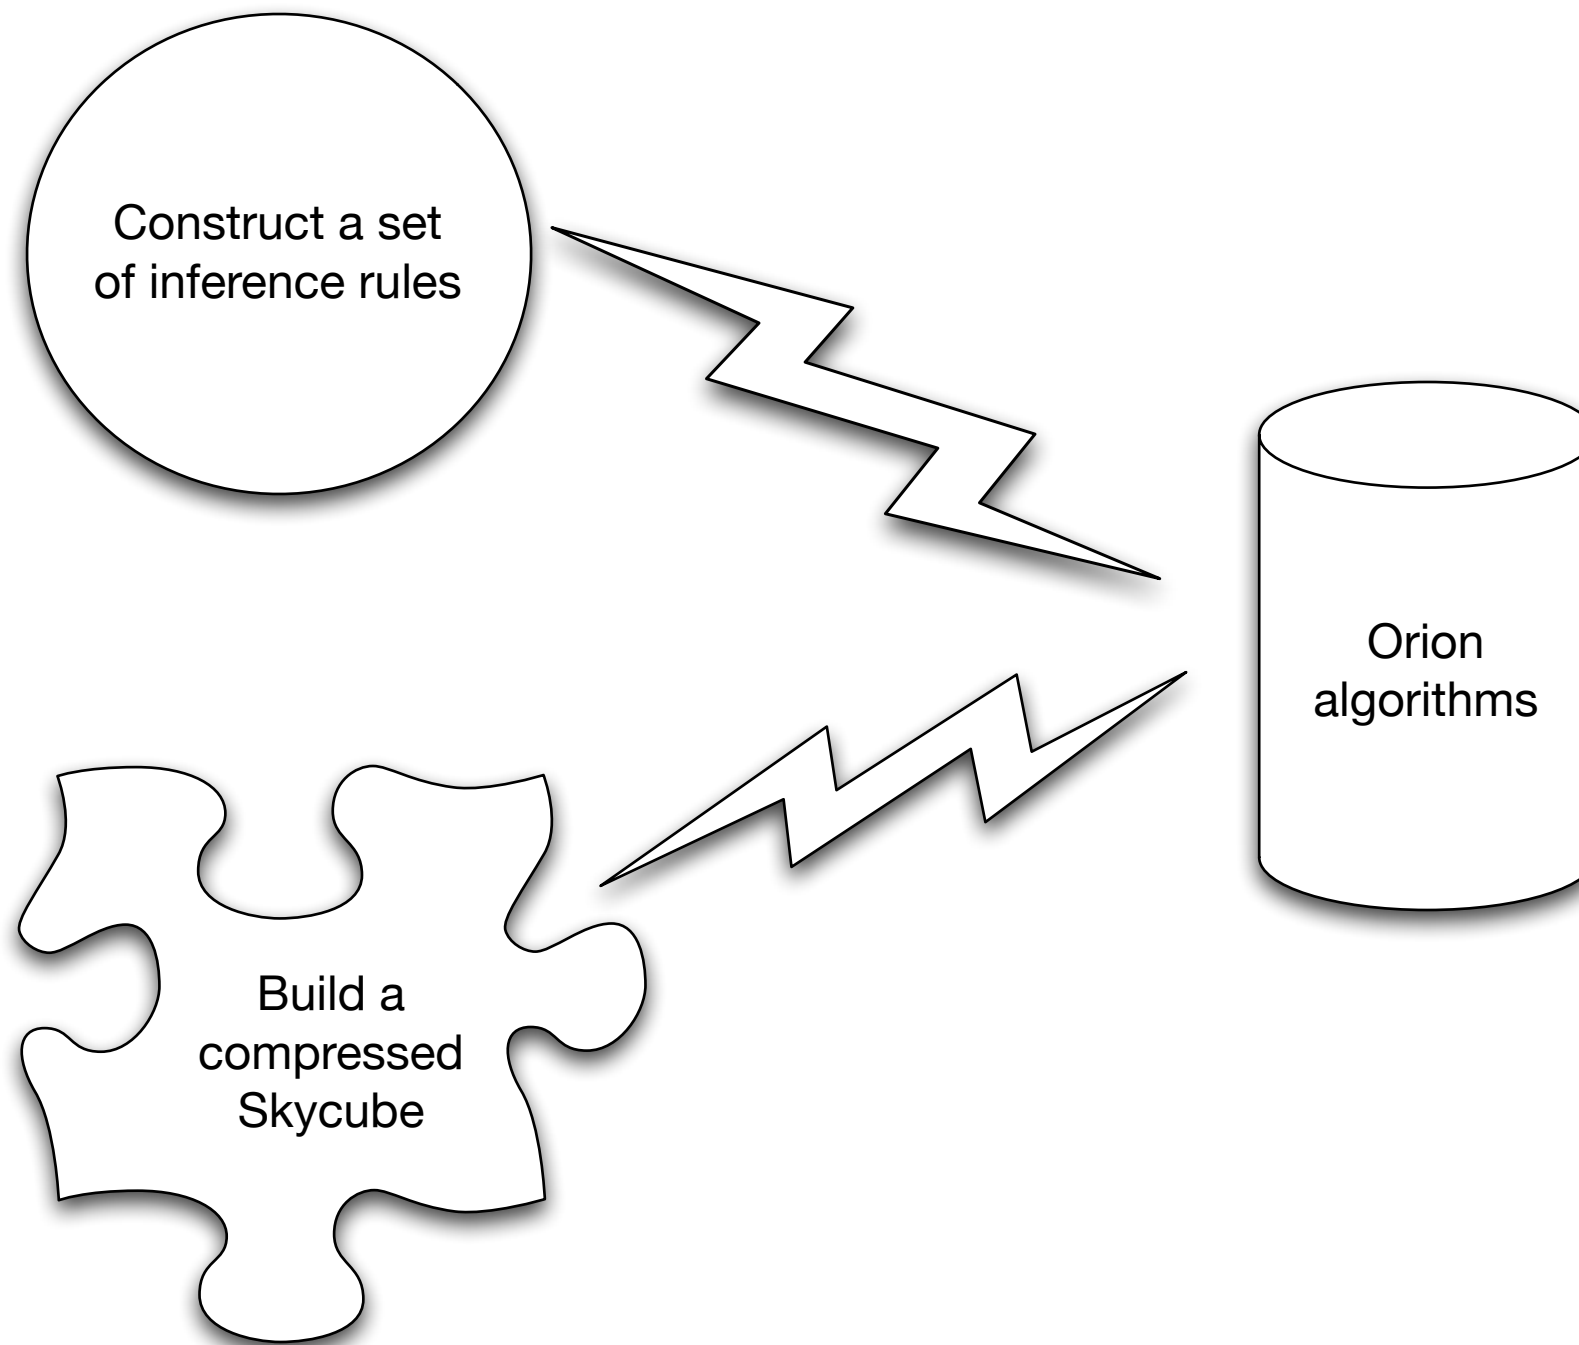 Construct a set
of inference rules
Orion
algorithms
Build a
compressed
Skycube